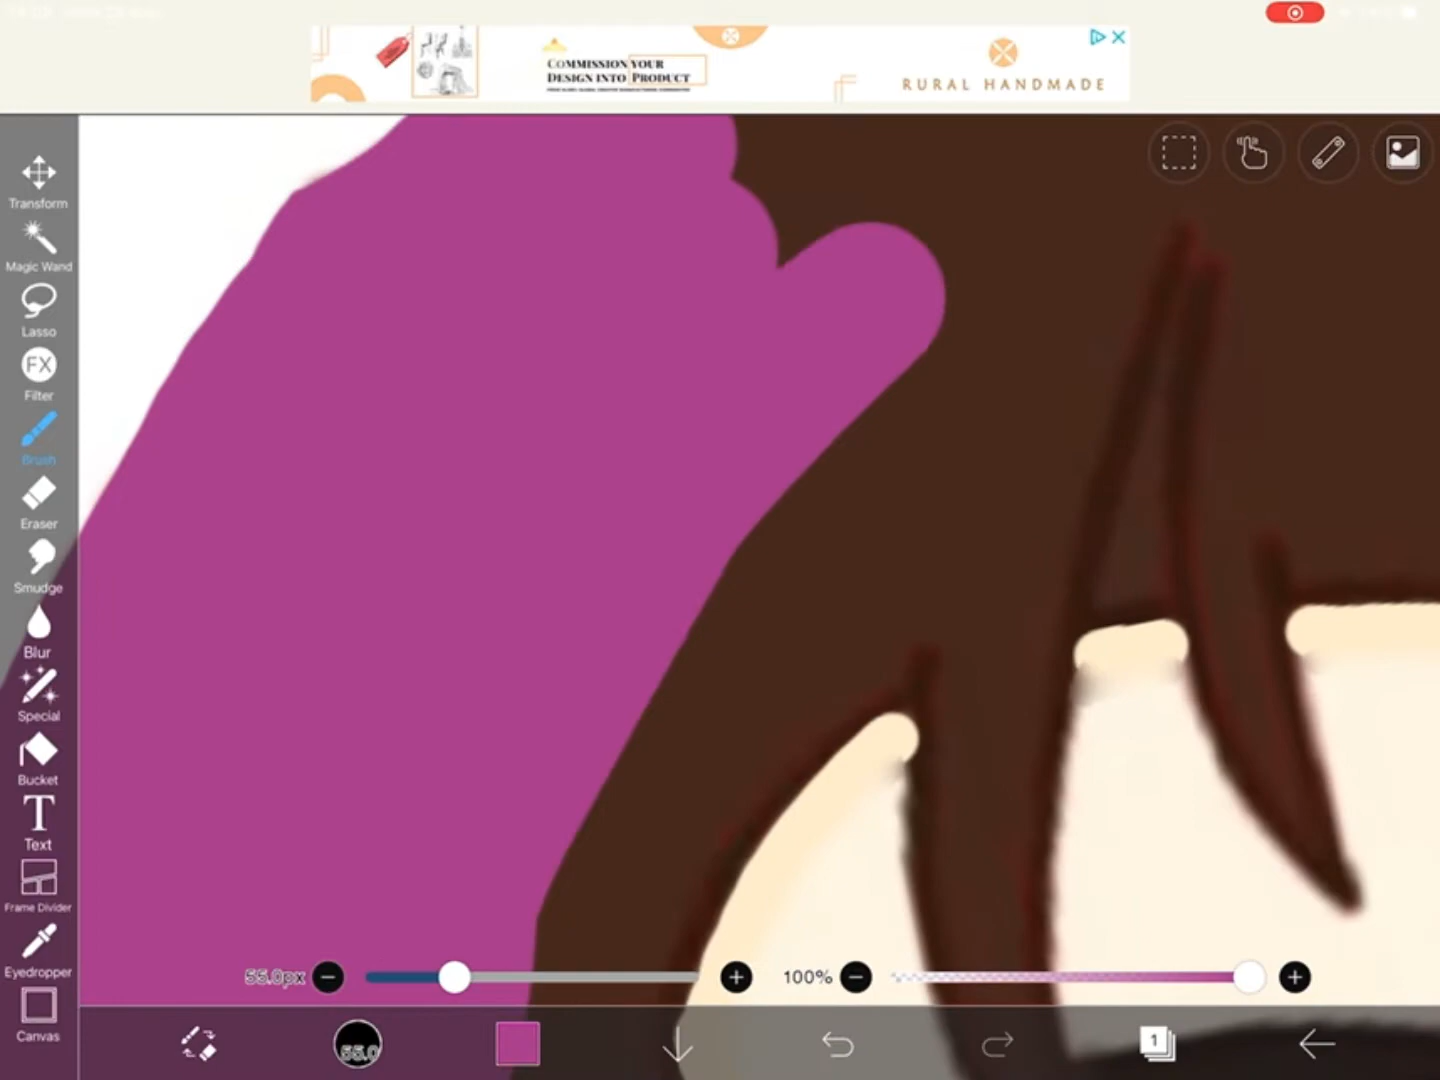 COMMISSION YOUR
DESIGN INTO PRODUCT
RURAL HANDMADE
Transform
Magic Wand
Lasso
FX
Filter
Brush
Eraser
Smudge
Blur
Special
Bucket
T
Text
Frame Divider
Eyedropper
Canvas
55.0px
100%
55.0
1